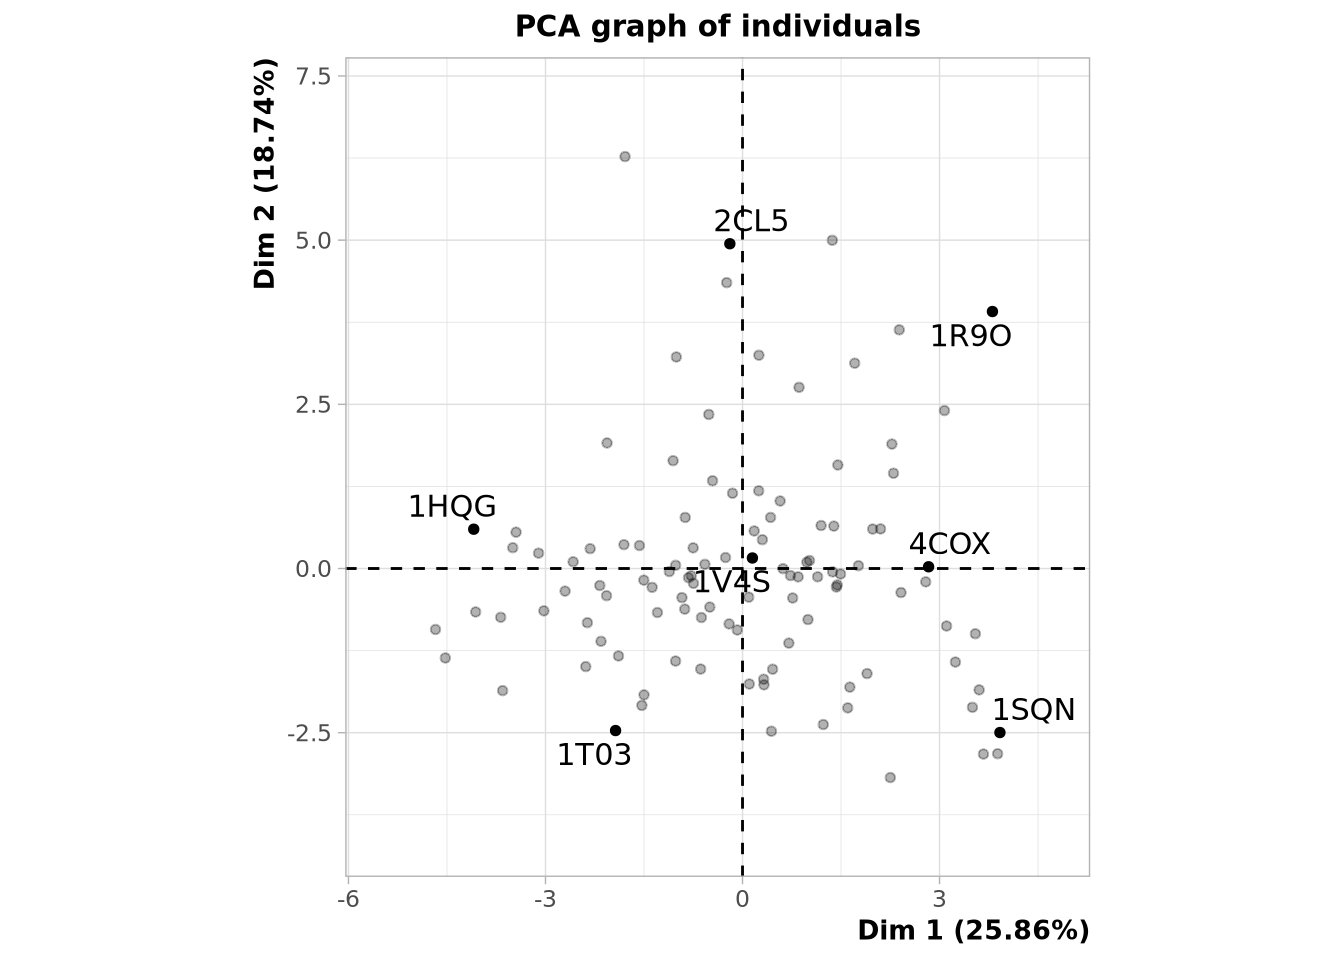 PCA graph of individuals
Dim 2 (18.74%)
7.5
5.0
2.5
0.0
-2.5
2CL5
1R9O
1HQG
4COX
1V4S
1SQN
1T03
-6
-3
0
3
Dim 1 (25.86%)